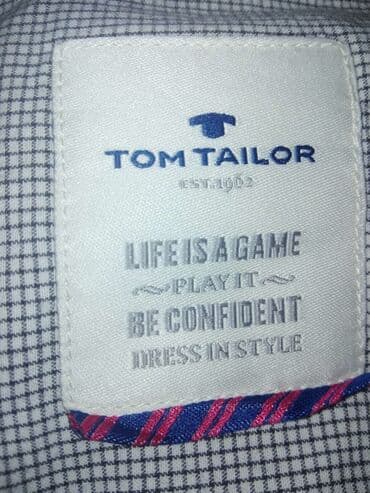 TOM TAILOR
EST.1962
LIFE IS A GAME
PLAY IT
BE CONFIDENT
DRESS IN STYLE